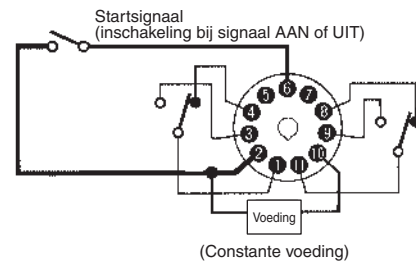 Startsignaal
(inschakeling bij signaal AAN of UIT)
6
5
7
4
8
3
9
2
10
1
11
Voeding
(Constante voeding)